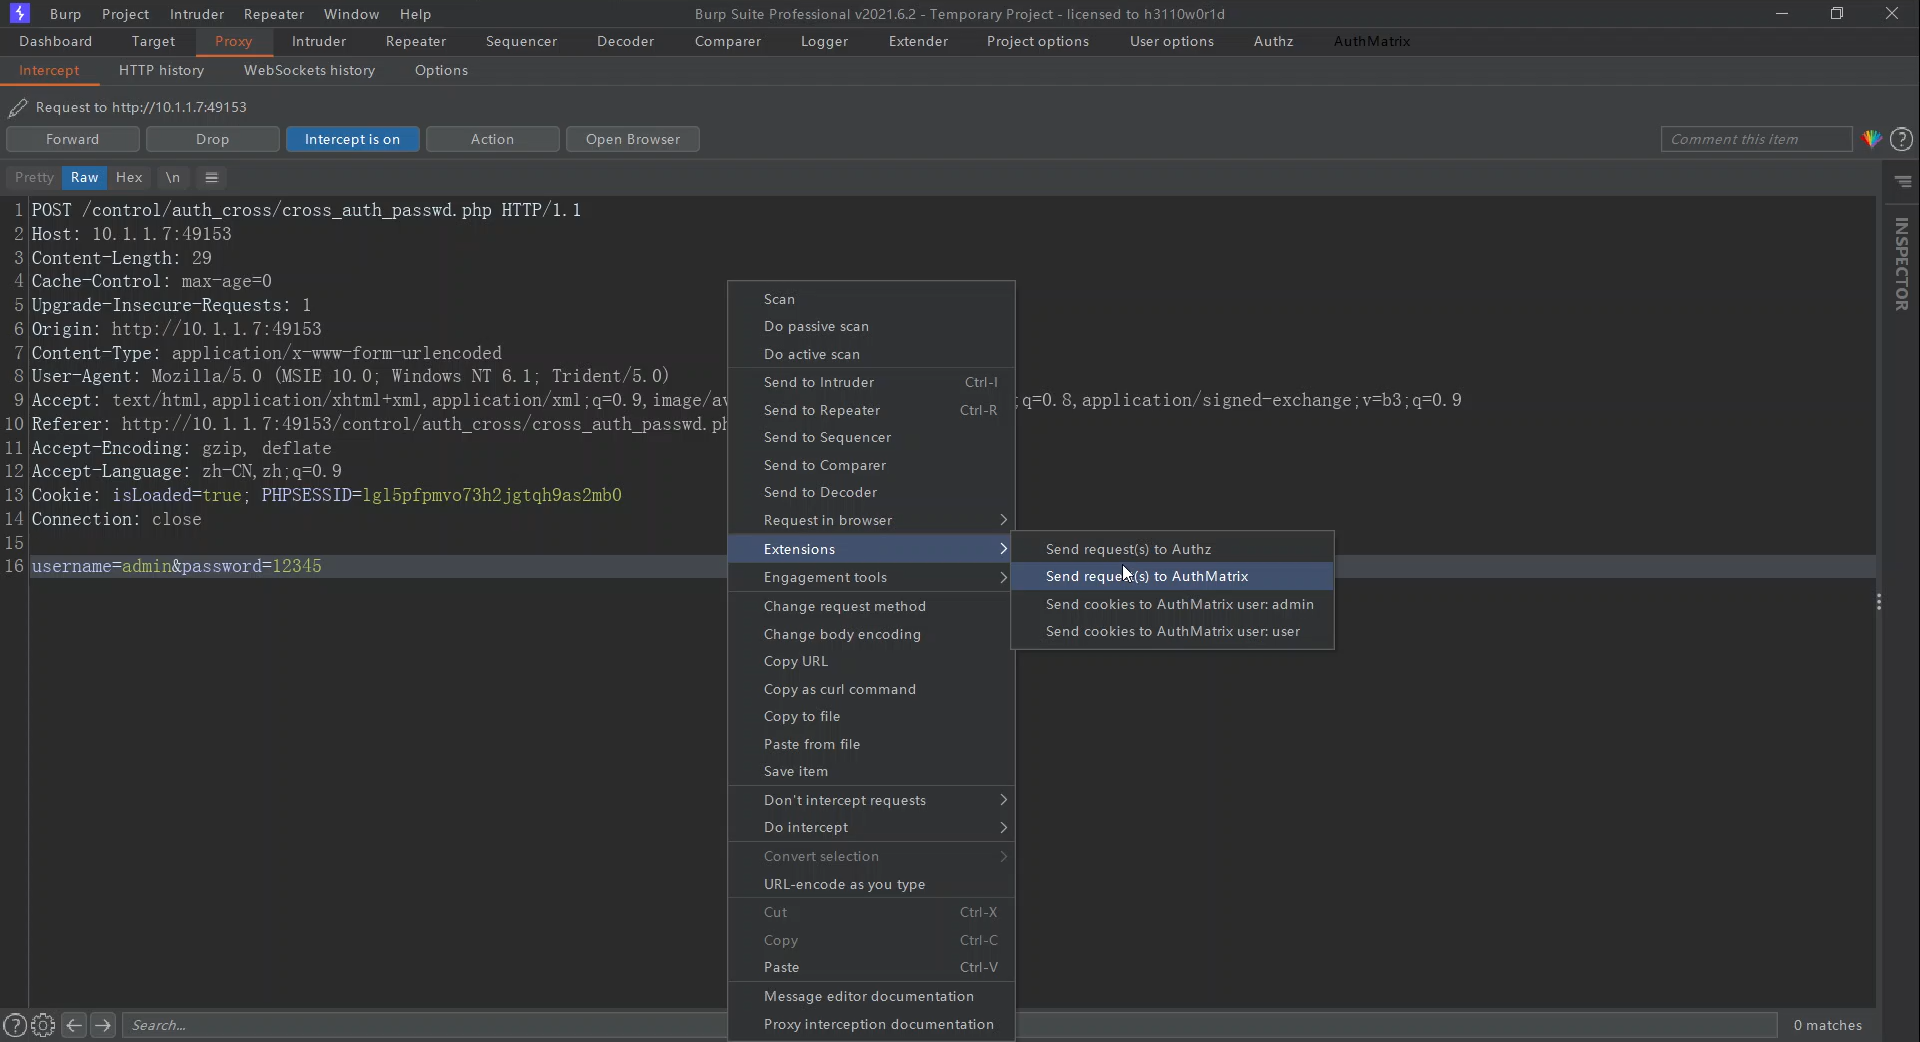 Burp Project Intruder Repeater Window Help
Burp Suite Professional v2021.6.2 - Temporary Project - licensed to h3110w0r1d
Dashboard Target Proxy Intruder Repeater Sequencer Decoder Comparer Logger Extender Project options User options Authz AuthMatrix
Intercept HTTP history WebSockets history Options
Request to http://10.1.1.7:49153
Forward Drop Intercept is on Action Open Browser
Comment this item
Pretty Raw Hex \n
INSPECTOR
1 POST /control/auth_cross/cross_auth_passwd.php HTTP/1.1
2 Host: 10.1.1.7:49153
3 Content-Length: 29
4 Cache-Control: max-age=0
5 Upgrade-Insecure-Requests: 1
6 Origin: http://10.1.1.7:49153
7 Content-Type: application/x-www-form-urlencoded
8 User-Agent: Mozilla/5.0 (MSIE 10.0; Windows NT 6.1; Trident/5.0)
9 Accept: text/html,application/xhtml+xml,application/xml;q=0.9,image/av ;q=0.8,application/signed-exchange;v=b3;q=0.9
10 Referer: http://10.1.1.7:49153/control/auth_cross/cross_auth_passwd.ph
11 Accept-Encoding: gzip, deflate
12 Accept-Language: zh-CN,zh;q=0.9
13 Cookie: isLoaded=true; PHPSESSID=lgl5pfpmvo73h2jgtqh9as2mb0
14 Connection: close
15
16 username=admin&password=12345
Scan
Do passive scan
Do active scan
Send to Intruder Ctrl-I
Send to Repeater Ctrl-R
Send to Sequencer
Send to Comparer
Send to Decoder
Request in browser
Extensions
Engagement tools
Change request method
Change body encoding
Copy URL
Copy as curl command
Copy to file
Paste from file
Save item
Don't intercept requests
Do intercept
Convert selection
URL-encode as you type
Cut Ctrl-X
Copy Ctrl-C
Paste Ctrl-V
Message editor documentation
Proxy interception documentation
Send request(s) to Authz
Send request(s) to AuthMatrix
Send cookies to AuthMatrix user: admin
Send cookies to AuthMatrix user: user
Search...
0 matches